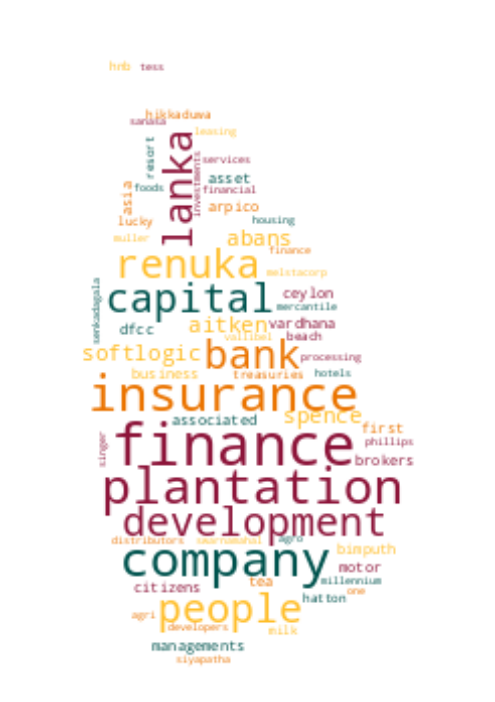 hnb tess
hikkaduwa
sanasa
leasing
lanka
resort
investments
services
asset
foods
financial
asia
arpico
lucky
housing
muller
abans
finance
renuka
melstacorp
senkadagala
capital
ceylon
mercantile
dfcc
aitken
vardhana
vallibel
beach
softlogic
bank
processing
business
treasuries
hotels
insurance
associated
spence
first
singer
finance
phillips
brokers
plantation
development
distributors
swarnamahal
agro
company
bimputh
motor
citizens
tea
millennium
one
hatton
agri
people
developers
milk
managements
siyapatha